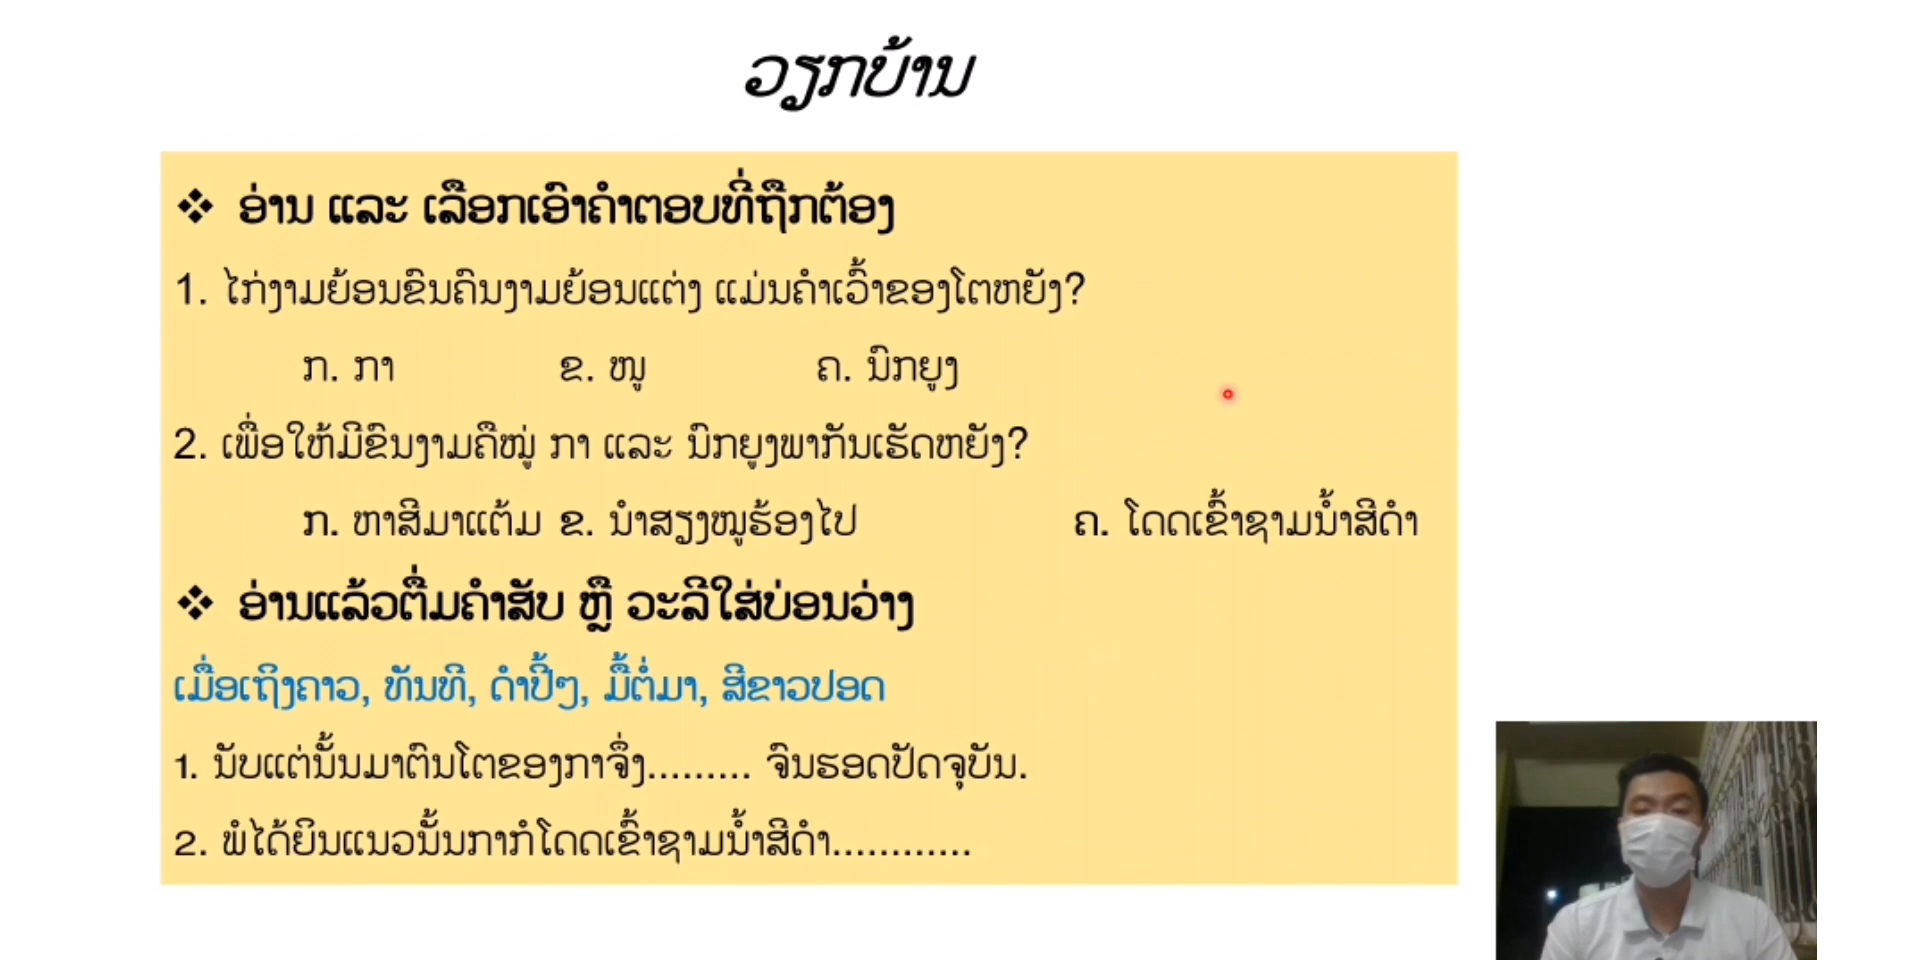 ວຽກບ້ານ
❖ ອ່ານ ແລະ ເລືອກເອົາຄຳຕອບທີ່ຖືກຕ້ອງ
1. ໄກ່ງາມຍ້ອນຂົນຄົນງາມຍ້ອນແຕ່ງ ແມ່ນຄຳເວົ້າຂອງໂຕຫຍັງ?
ກ. ກາ ຂ. ໜູ ຄ. ນົກຍູງ
2. ເພື່ອໃຫ້ມີຂົນງາມຄືໝູ່ ກາ ແລະ ນົກຍູງພາກັນເຮັດຫຍັງ?
ກ. ຫາສີມາແຕ້ມ ຂ. ນຳສຽງໝູຮ້ອງໄປ ຄ. ໂດດເຂົ້າຊາມນ້ຳສີດຳ
❖ ອ່ານແລ້ວຕື່ມຄຳສັບ ຫຼື ວະລີໃສ່ບ່ອນວ່າງ
ເມື່ອເຖິງຄາວ, ທັນທີ, ດຳປີ້ໆ, ມື້ຕໍ່ມາ, ສີຂາວປອດ
1. ນັບແຕ່ນັ້ນມາຕົນໂຕຂອງກາຈຶ່ງ......... ຈົນຮອດປັດຈຸບັນ.
2. ພໍໄດ້ຍິນແນວນັ້ນກາກໍໂດດເຂົ້າຊາມນ້ຳສີດຳ............